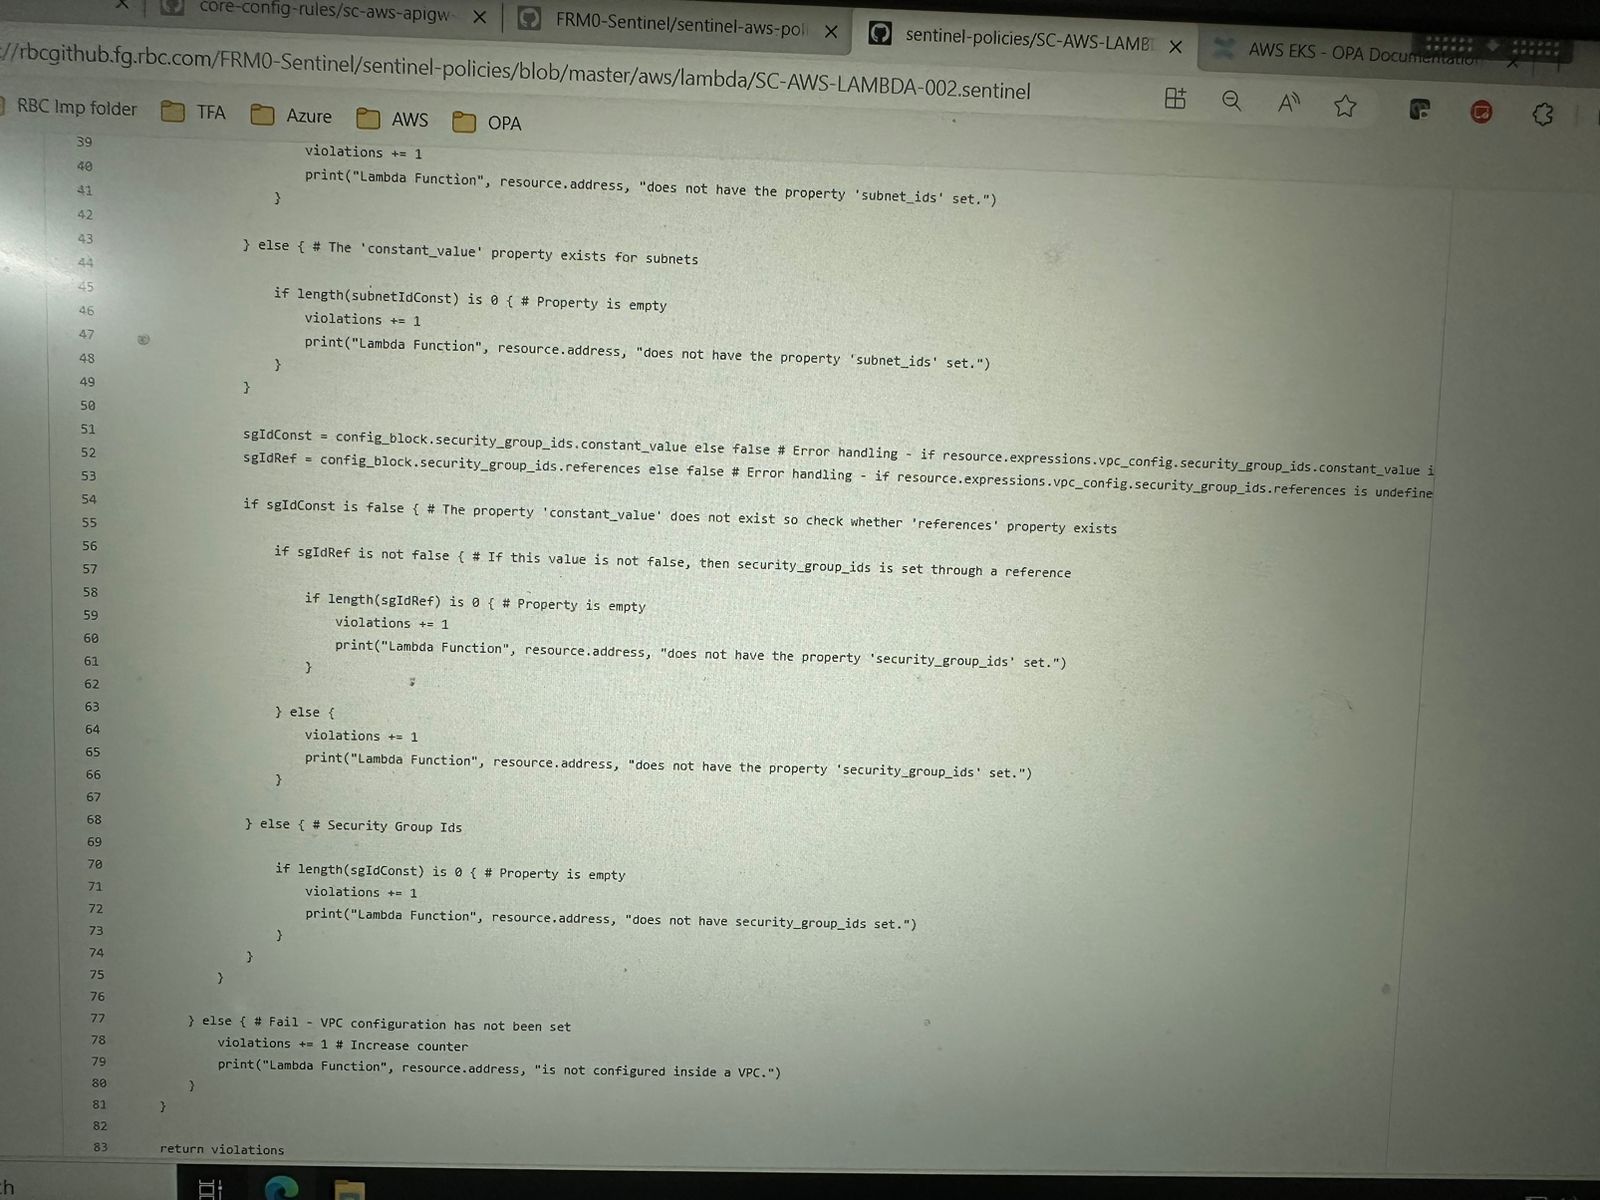 core-config-rules/sc-aws-apigw
FRM0-Sentinel/sentinel-aws-poli
sentinel-policies/SC-AWS-LAMB
AWS EKS - OPA Documentation
://rbcgithub.fg.rbc.com/FRM0-Sentinel/sentinel-policies/blob/master/aws/lambda/SC-AWS-LAMBDA-002.sentinel
RBC Imp folder TFA Azure AWS OPA
39
40 violations += 1
41 print("Lambda Function", resource.address, "does not have the property 'subnet_ids' set.")
42 }
43
44 } else { # The 'constant_value' property exists for subnets
45
46 if length(subnetIdConst) is 0 { # Property is empty
47 violations += 1
48 print("Lambda Function", resource.address, "does not have the property 'subnet_ids' set.")
49 }
50 }
51
52 sgIdConst = config_block.security_group_ids.constant_value else false # Error handling - if resource.expressions.vpc_config.security_group_ids.constant_value i
53 sgIdRef = config_block.security_group_ids.references else false # Error handling - if resource.expressions.vpc_config.security_group_ids.references is undefine
54
55 if sgIdConst is false { # The property 'constant_value' does not exist so check whether 'references' property exists
56
57 if sgIdRef is not false { # If this value is not false, then security_group_ids is set through a reference
58
59 if length(sgIdRef) is 0 { # Property is empty
60 violations += 1
61 print("Lambda Function", resource.address, "does not have the property 'security_group_ids' set.")
62 }
63
64 } else {
65 violations += 1
66 print("Lambda Function", resource.address, "does not have the property 'security_group_ids' set.")
67 }
68
69 } else { # Security Group Ids
70
71 if length(sgIdConst) is 0 { # Property is empty
72 violations += 1
73 print("Lambda Function", resource.address, "does not have security_group_ids set.")
74 }
75 }
76 }
77
78 } else { # Fail - VPC configuration has not been set
79 violations += 1 # Increase counter
80 print("Lambda Function", resource.address, "is not configured inside a VPC.")
81 }
82 }
83
return violations
ch